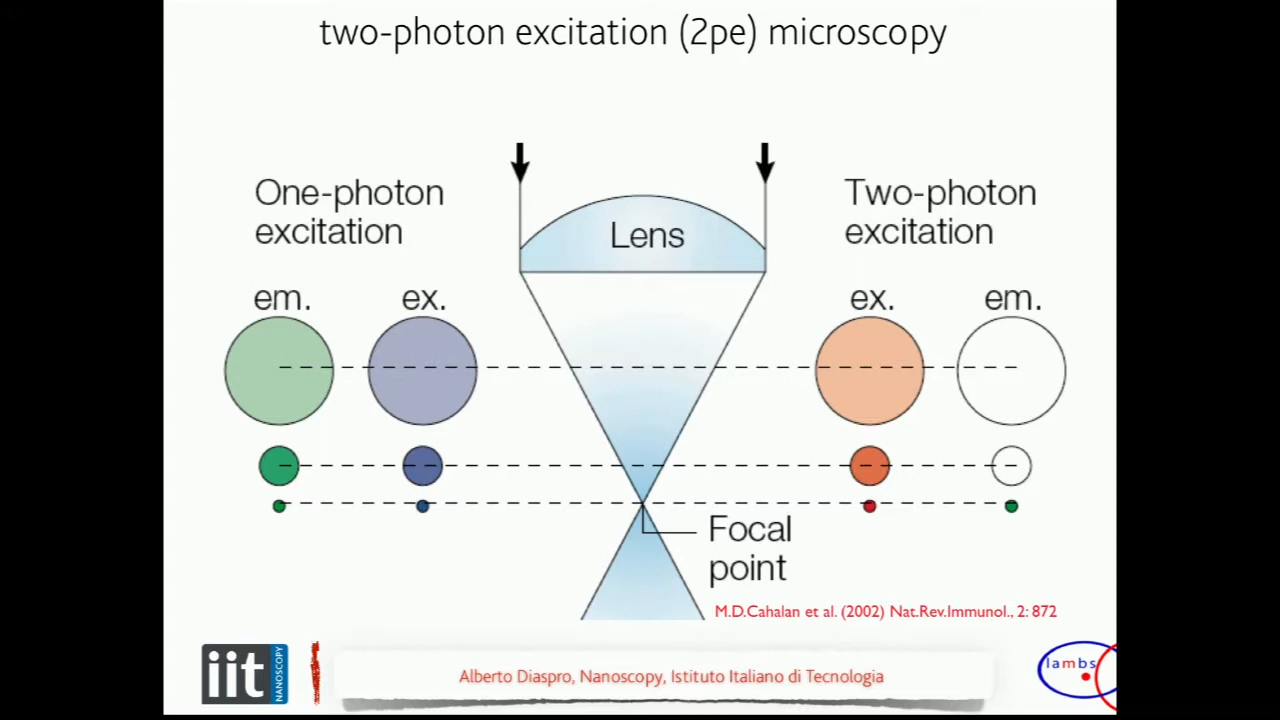 two-photon excitation (2pe) microscopy
One-photon
excitation
Lens
Two-photon
excitation
em.
ex.
ex.
em.
Focal
point
M.D.Cahalan et al. (2002) Nat.Rev.Immunol., 2: 872
iit
NANOSCOPY
Alberto Diaspro, Nanoscopy, Istituto Italiano di Tecnologia
lambs